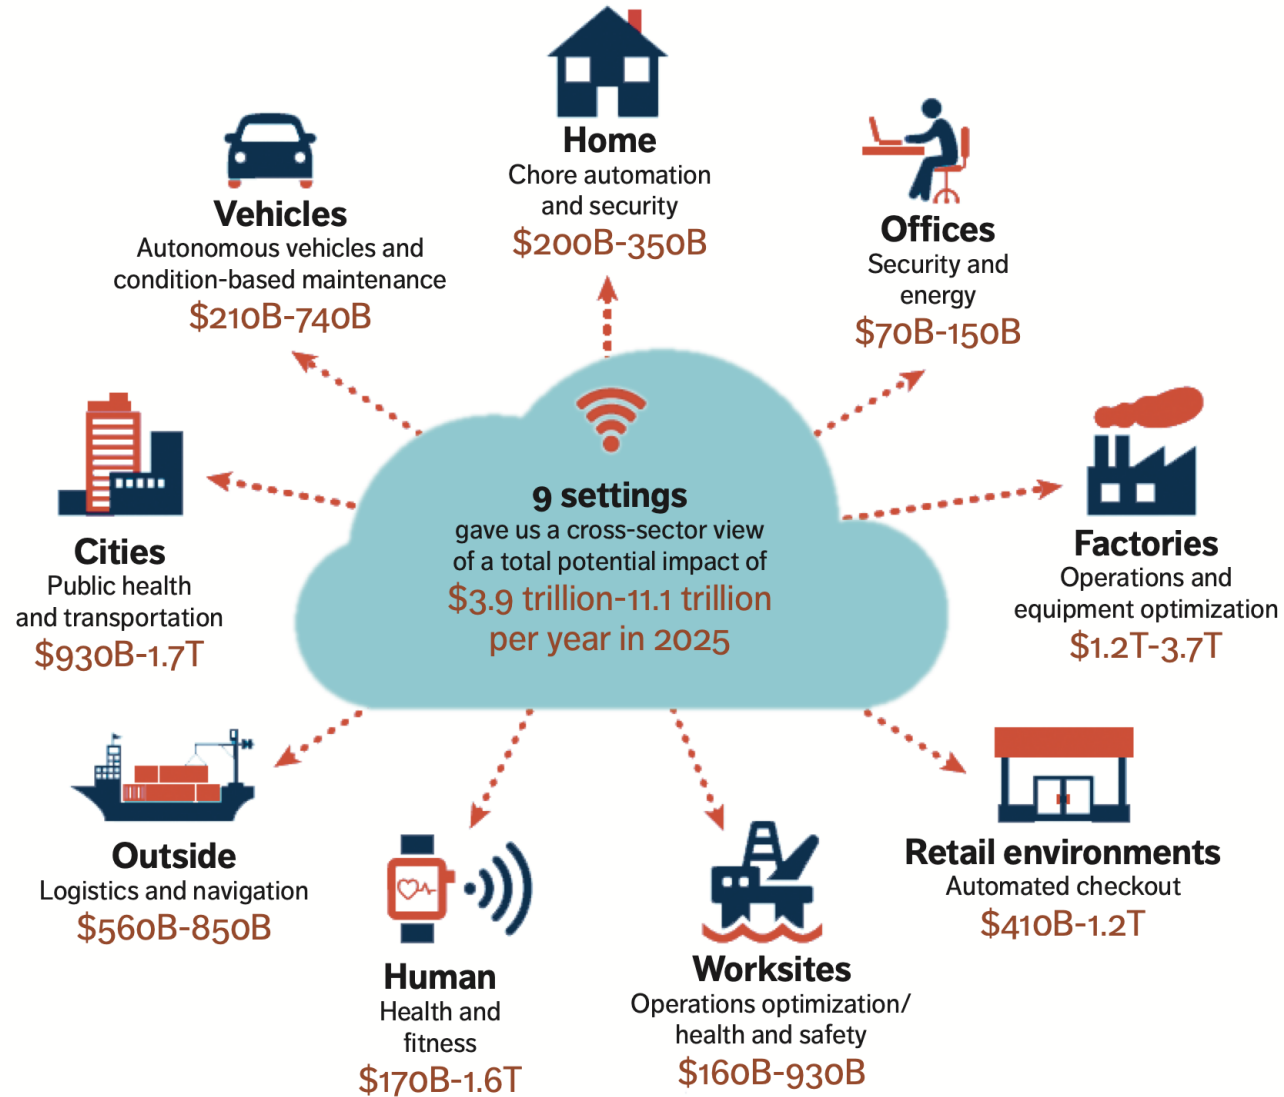 Home
Chore automation
and security
$200B-350B
Vehicles
Autonomous vehicles and
condition-based maintenance
$210B-740B
Offices
Security and
energy
$70B-150B
9 settings
gave us a cross-sector view
of a total potential impact of
$3.9 trillion-11.1 trillion
per year in 2025
Cities
Public health
and transportation
$930B-1.7T
Factories
Operations and
equipment optimization
$1.2T-3.7T
Outside
Logistics and navigation
$560B-850B
Human
Health and
fitness
$170B-1.6T
Worksites
Operations optimization/
health and safety
$160B-930B
Retail environments
Automated checkout
$410B-1.2T